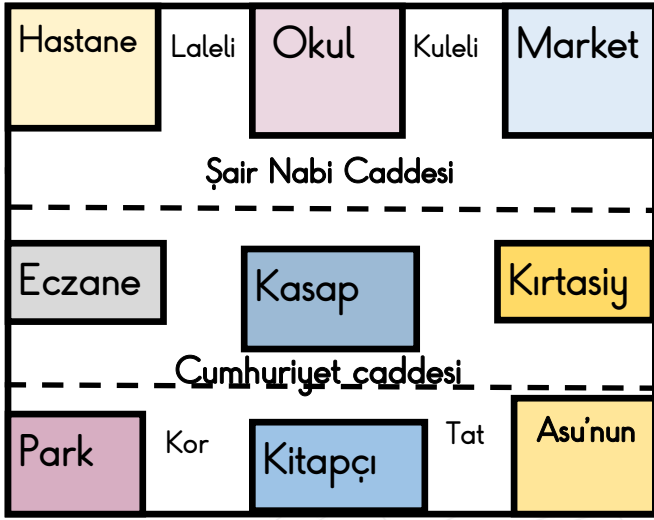 Hastane Laleli Okul Kuleli Market
Şair Nabi Caddesi
Eczane Kasap Kırtasiy
Cumhuriyet caddesi
Park Kor Kitapçı Tat Asu'nun